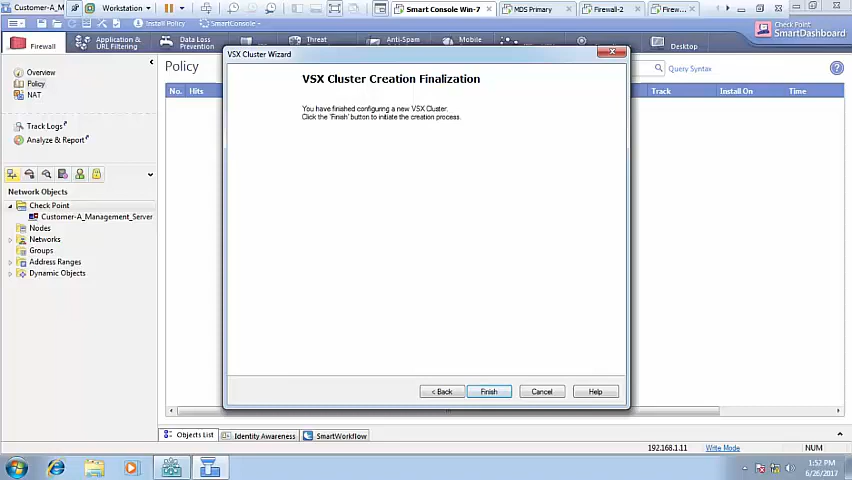 Customer-A_M
Workstation
Smart Console Win-7
MDS Primary
Firewall-2
Firew...
Install Policy
SmartConsole
Check Point
SmartDashboard
Firewall
Application &
URL Filtering
Data Loss
Prevention
Threat
Anti-Spam
Mobile
Desktop
Overview
Policy
NAT
Track Logs
Analyze & Report
Network Objects
Check Point
Customer-A_Management_Server
Nodes
Networks
Groups
Address Ranges
Dynamic Objects
Policy
Query Syntax
No.
Hits
Track
Install On
Time
VSX Cluster Wizard
VSX Cluster Creation Finalization
You have finished configuring a new VSX Cluster.
Click the 'Finish' button to initiate the creation process.
< Back
Finish
Cancel
Help
Objects List
Identity Awareness
SmartWorkflow
192.168.1.11
Write Mode
NUM
1:52 PM
6/26/2017